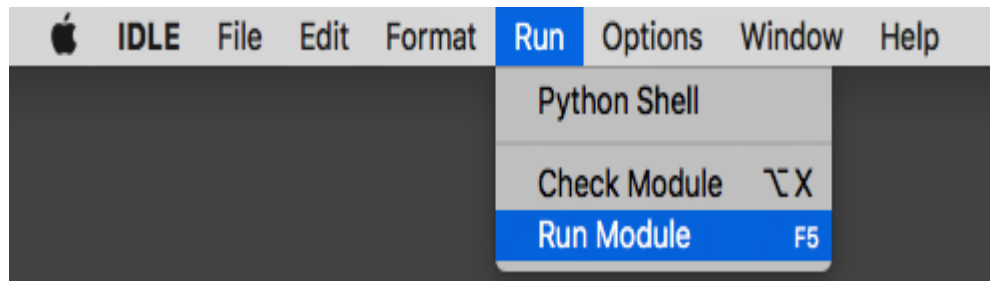 IDLE File Edit Format Run Options Window Help
Python Shell
Check Module ⌥X
Run Module F5